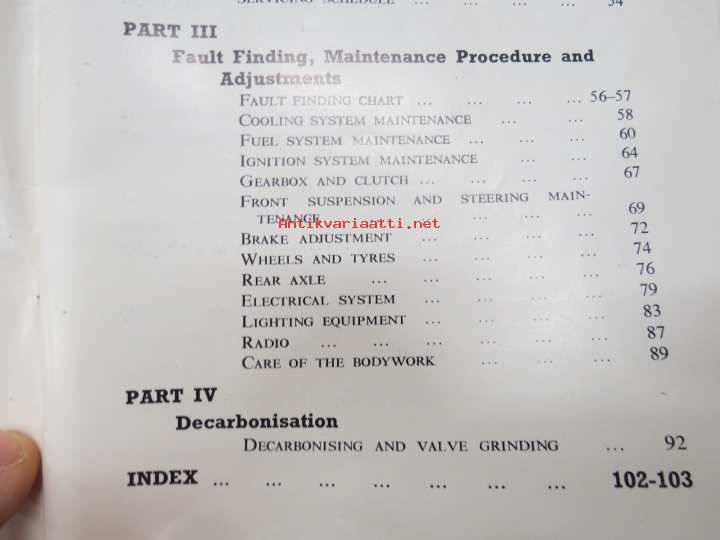 SERVICING SCHEDULE ... ... ... 54
PART III
Fault Finding, Maintenance Procedure and
Adjustments
FAULT FINDING CHART ... ... ... ... 56-57
COOLING SYSTEM MAINTENANCE ... ... 58
FUEL SYSTEM MAINTENANCE ... ... ... 60
IGNITION SYSTEM MAINTENANCE ... ... 64
GEARBOX AND CLUTCH ... ... ... ... 67
FRONT SUSPENSION AND STEERING MAIN-
TENANCE ... ... ... ... 69
Antikvariaatti.net
BRAKE ADJUSTMENT ... ... ... ... 72
WHEELS AND TYRES ... ... ... ... 74
REAR AXLE ... ... ... ... ... 76
ELECTRICAL SYSTEM ... ... ... ... 79
LIGHTING EQUIPMENT ... ... ... ... 83
RADIO ... ... ... ... ... ... 87
CARE OF THE BODYWORK ... ... ... 89
PART IV
Decarbonisation
DECARBONISING AND VALVE GRINDING ... 92
INDEX ... ... ... ... ... ... ... 102-103